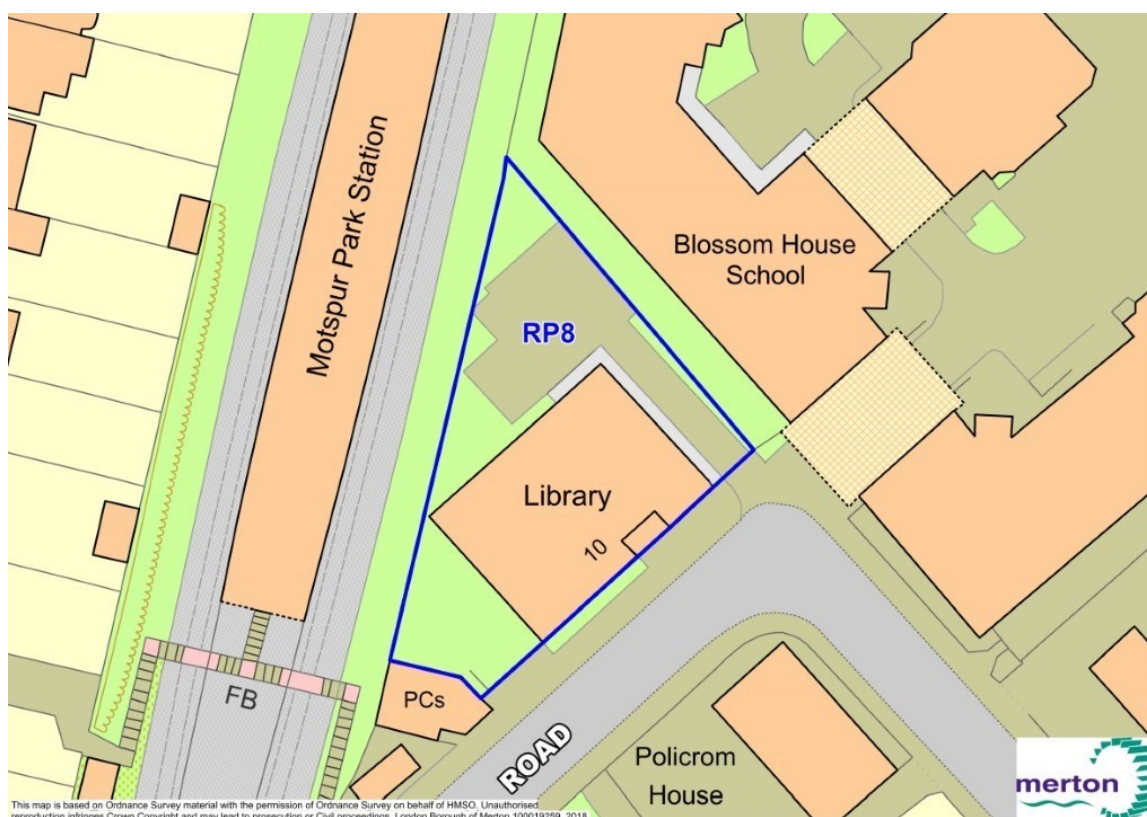 Motspur Park Station
Blossom House
School
RP8
Library
10
FB
PCs
ROAD
Policrom
House
merton
This map is based on Ordnance Survey material with the permission of Ordnance Survey on behalf of HMSO. Unauthorised
reproduction infringes Crown Copyright and may lead to prosecution or Civil proceedings. London Borough of Merton 100019259. 2018.